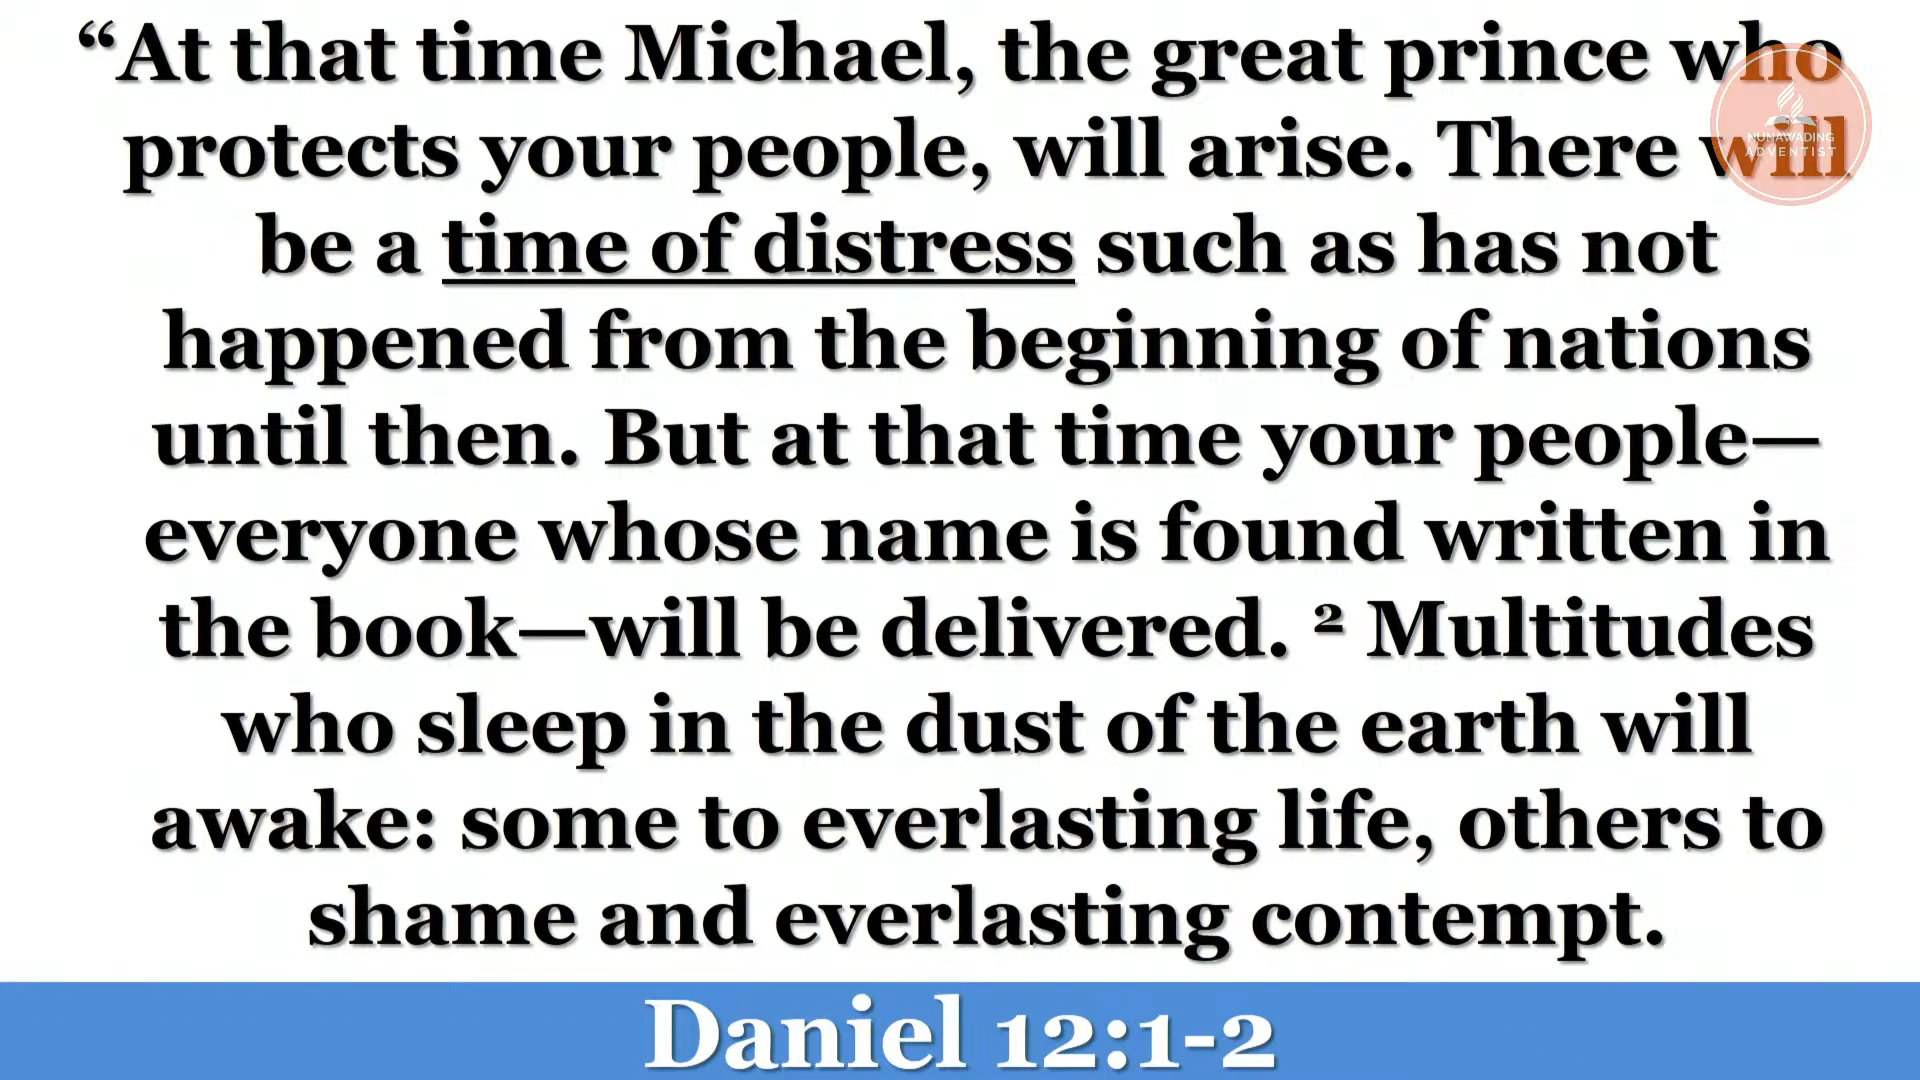 “At that time Michael, the great prince who
protects your people, will arise. There will
be a time of distress such as has not
happened from the beginning of nations
until then. But at that time your people—
everyone whose name is found written in
the book—will be delivered. ² Multitudes
who sleep in the dust of the earth will
awake: some to everlasting life, others to
shame and everlasting contempt.
Daniel 12:1-2
NUNAWADING
ADVENTIST